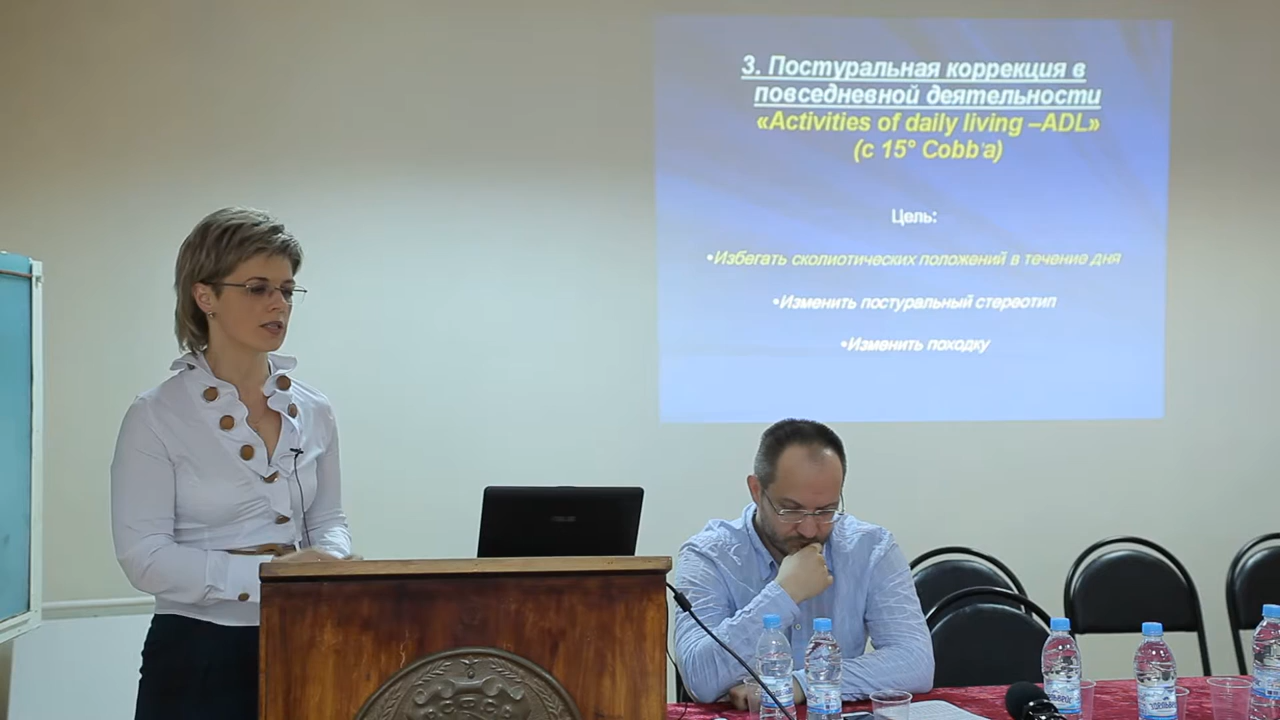 3. Постуральная коррекция в
повседневной деятельности
«Activities of daily living –ADL»
(с 15° Cobb'a)
Цель:
•Избегать сколиотических положений в течение дня
•Изменить постуральный стереотип
•Изменить походку
ASUS